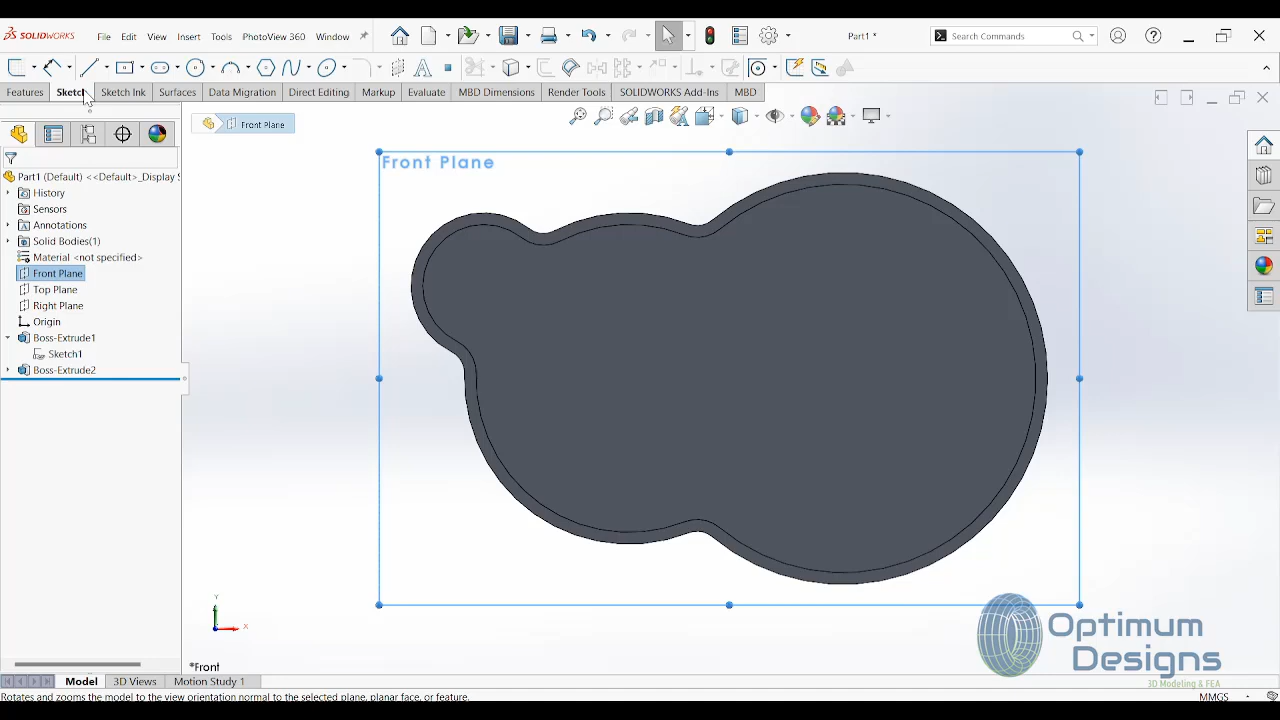 SOLIDWORKS File Edit View Insert Tools PhotoView 360 Window Part1 * Search Commands
Features Sketch Sketch Ink Surfaces Data Migration Direct Editing Markup Evaluate MBD Dimensions Render Tools SOLIDWORKS Add-Ins MBD
Front Plane
Front Plane
Part1 (Default) <<Default>_Display S
History
Sensors
Annotations
Solid Bodies(1)
Material <not specified>
Front Plane
Top Plane
Right Plane
Origin
Boss-Extrude1
Sketch1
Boss-Extrude2
Y
X
*Front
Optimum
Designs
3D Modeling & FEA
Model 3D Views Motion Study 1
Rotates and zooms the model to the view orientation normal to the selected plane, planar face, or feature. MMGS